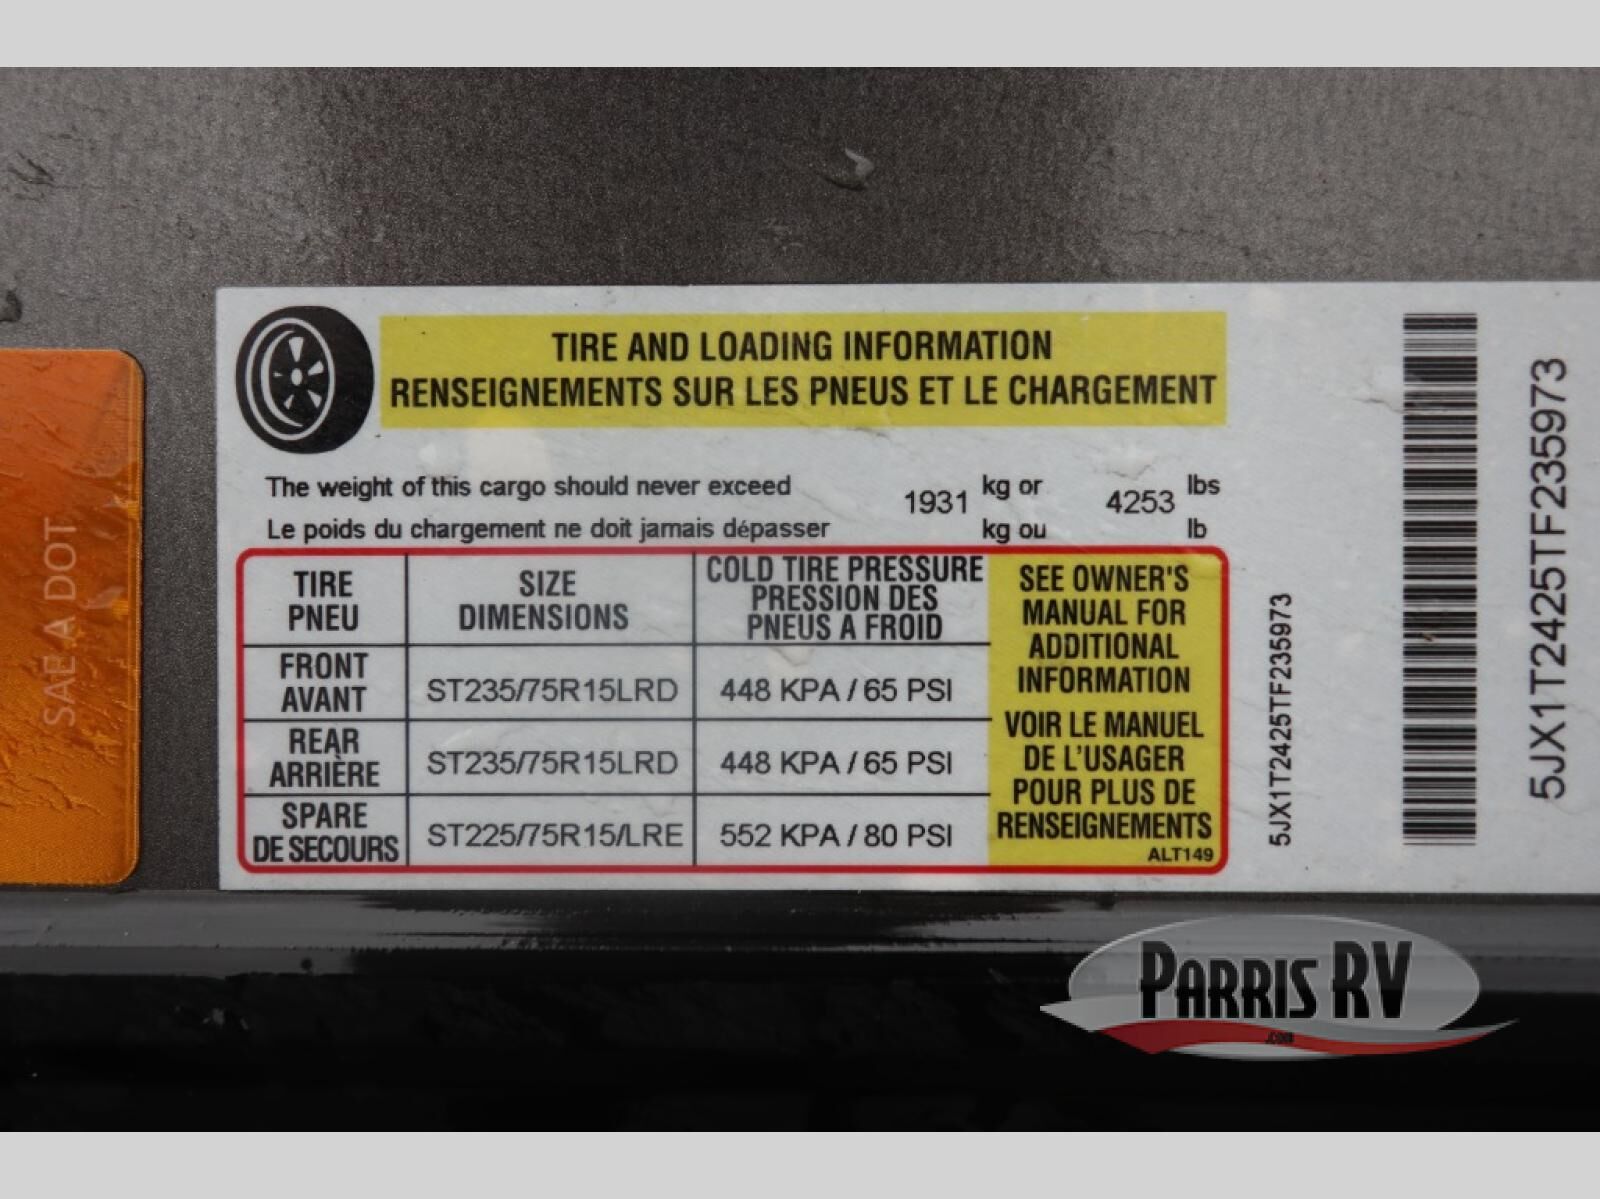 SAE A DOT
TIRE AND LOADING INFORMATION
RENSEIGNEMENTS SUR LES PNEUS ET LE CHARGEMENT
The weight of this cargo should never exceed 1931 kg or 4253 lbs
Le poids du chargement ne doit jamais dépasser kg ou lb
TIRE SIZE COLD TIRE PRESSURE
PNEU DIMENSIONS PRESSION DES
PNEUS A FROID
FRONT
AVANT ST235/75R15LRD 448 KPA / 65 PSI
REAR
ARRIÈRE ST235/75R15LRD 448 KPA / 65 PSI
SPARE
DE SECOURS ST225/75R15/LRE 552 KPA / 80 PSI
SEE OWNER'S
MANUAL FOR
ADDITIONAL
INFORMATION
VOIR LE MANUEL
DE L'USAGER
POUR PLUS DE
RENSEIGNEMENTS
ALT149
5JX1T2425TF235973
5JX1T2425TF235973
PARRIS RV
.COM